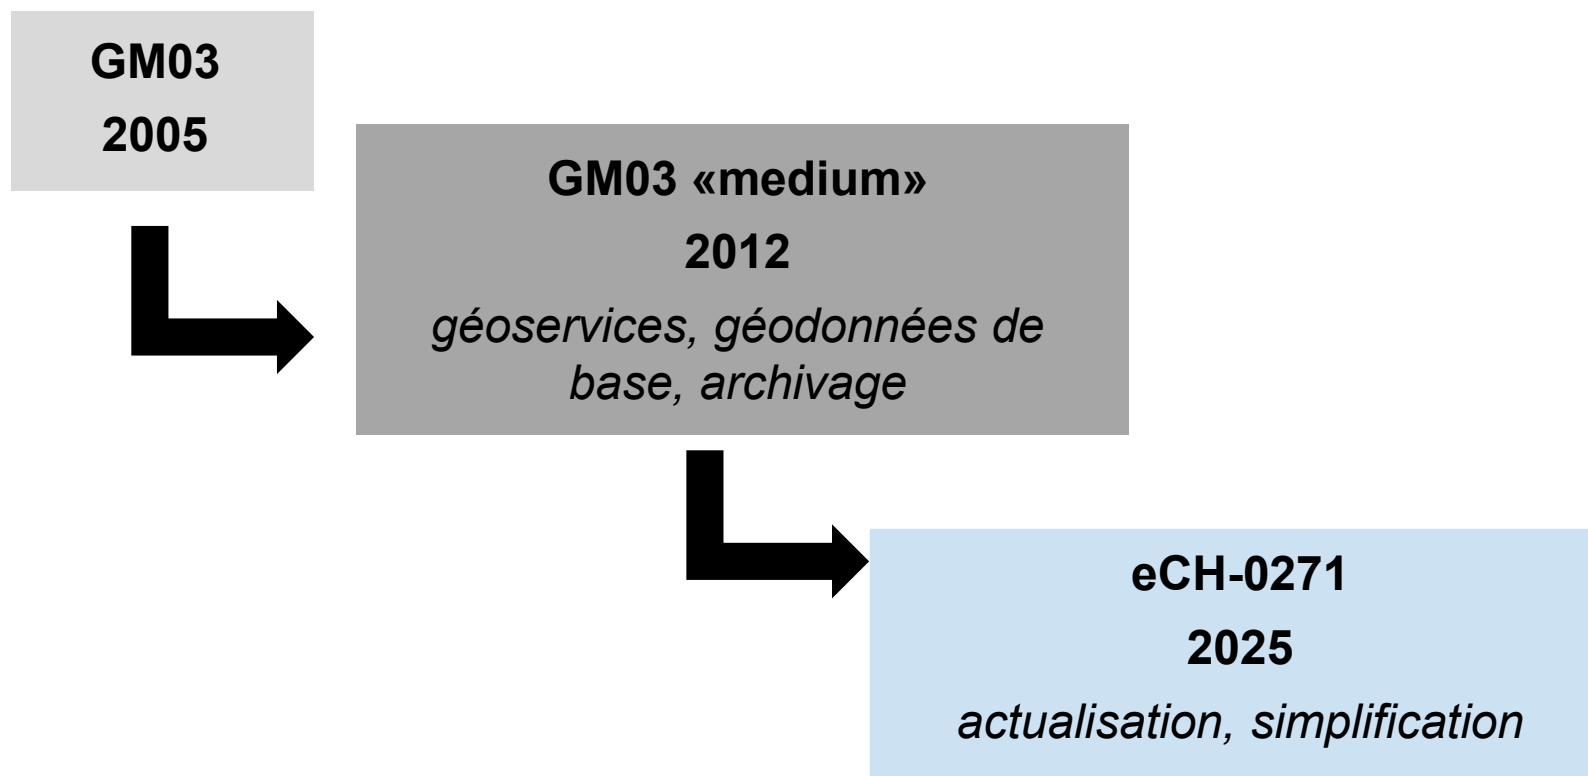 GM03
2005
GM03 «medium»
2012
géoservices, géodonnées de
base, archivage
eCH-0271
2025
actualisation, simplification